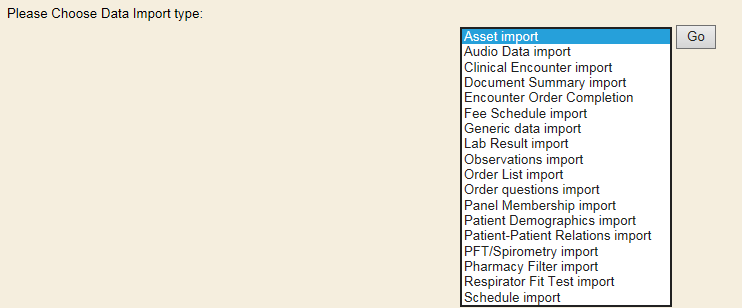 Please Choose Data Import type:
Asset import
Go
Audio Data import
Clinical Encounter import
Document Summary import
Encounter Order Completion
Fee Schedule import
Generic data import
Lab Result import
Observations import
Order List import
Order questions import
Panel Membership import
Patient Demographics import
Patient-Patient Relations import
PFT/Spirometry import
Pharmacy Filter import
Respirator Fit Test import
Schedule import